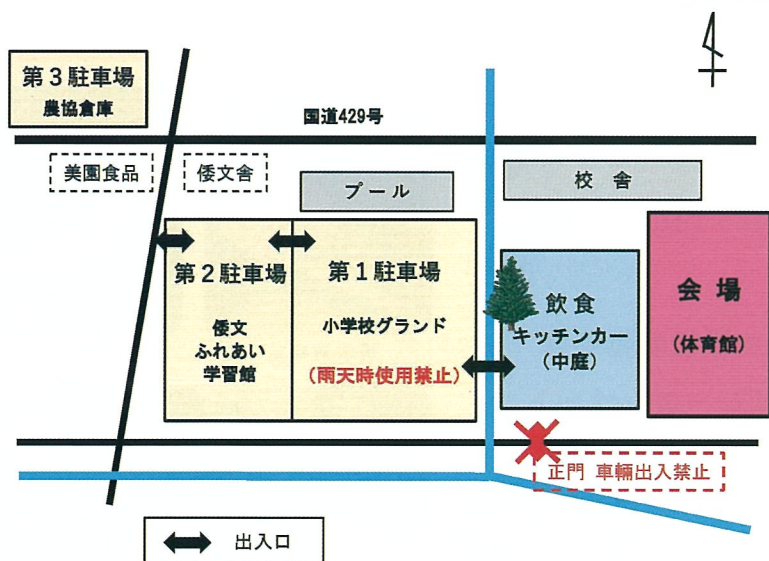 第3駐車場
農協倉庫
国道429号
美園食品
倭文舎
プール
校舎
第2駐車場
倭文
ふれあい
学習館
第1駐車場
小学校グランド
(雨天時使用禁止)
飲食
キッチンカー
(中庭)
会場
(体育館)
正門 車輛出入禁止
出入口